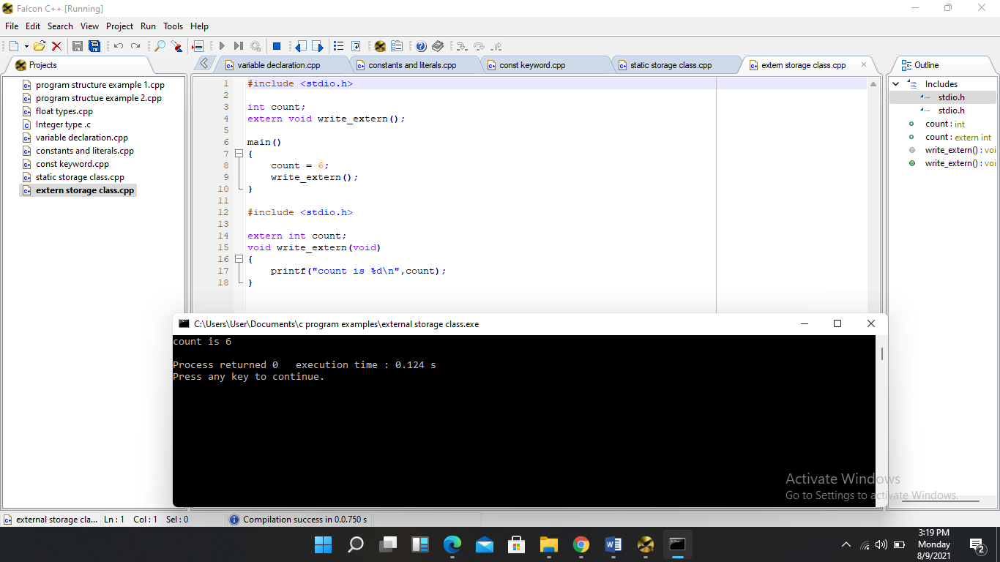 Falcon C++ [Running]
File Edit Search View Project Run Tools Help
Projects
variable declaration.cpp
constants and literals.cpp
const keyword.cpp
static storage class.cpp
extern storage class.cpp
Outline
program structure example 1.cpp
program structue example 2.cpp
float types.cpp
Integer type .c
variable declaration.cpp
constants and literals.cpp
const keyword.cpp
static storage class.cpp
extern storage class.cpp
1 #include <stdio.h>
2
3 int count;
4 extern void write_extern();
5
6 main()
7 {
8 count = 6;
9 write_extern();
10 }
11
12 #include <stdio.h>
13
14 extern int count;
15 void write_extern(void)
16 {
17 printf("count is %d\n",count);
18 }
Includes
stdio.h
stdio.h
count : int
count : extern int
write_extern() : voi
write_extern() : voi
C:\Users\User\Documents\c program examples\external storage class.exe
count is 6
Process returned 0 execution time : 0.124 s
Press any key to continue.
Activate Windows
Go to Settings to activate Windows.
external storage cla... Ln : 1 Col : 1 Sel : 0 Compilation success in 0.0.750 s
3:19 PM
Monday
8/9/2021
2